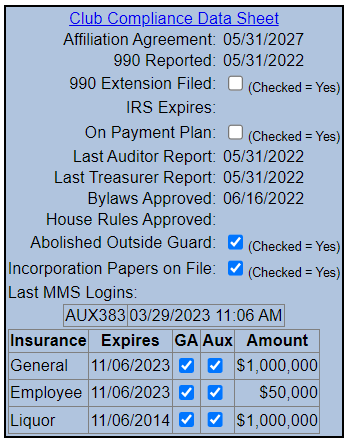 Club Compliance Data Sheet
Affiliation Agreement: 05/31/2027
990 Reported: 05/31/2022
990 Extension Filed: (Checked = Yes)
IRS Expires:
On Payment Plan: (Checked = Yes)
Last Auditor Report: 05/31/2022
Last Treasurer Report: 05/31/2022
Bylaws Approved: 06/16/2022
House Rules Approved:
Abolished Outside Guard: (Checked = Yes)
Incorporation Papers on File: (Checked = Yes)
Last MMS Logins:
AUX383 03/29/2023 11:06 AM
Insurance Expires GA Aux Amount
General 11/06/2023 $1,000,000
Employee 11/06/2023 $50,000
Liquor 11/06/2014 $1,000,000